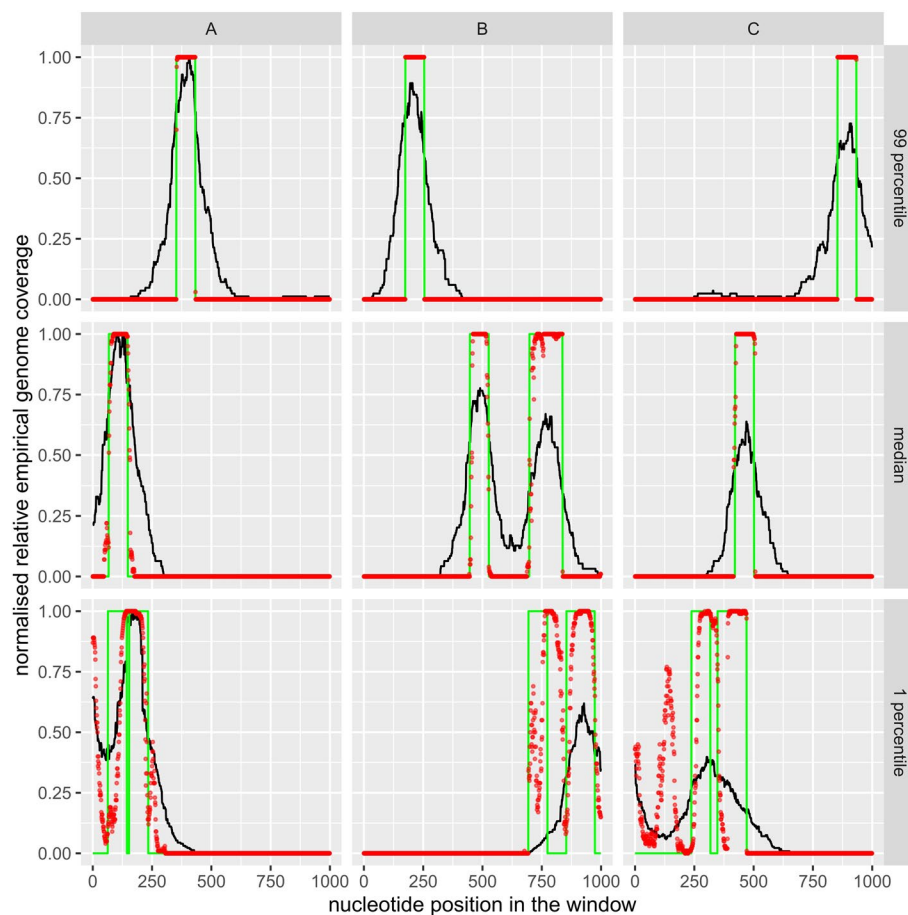 A B C
1.00
0.75
0.50
0.25
0.00
99 percentile
1.00
0.75
0.50
0.25
0.00
median
1.00
0.75
0.50
0.25
0.00
1 percentile
normalised relative empirical genome coverage
0 250 500 750 1000 0 250 500 750 1000 0 250 500 750 1000
nucleotide position in the window